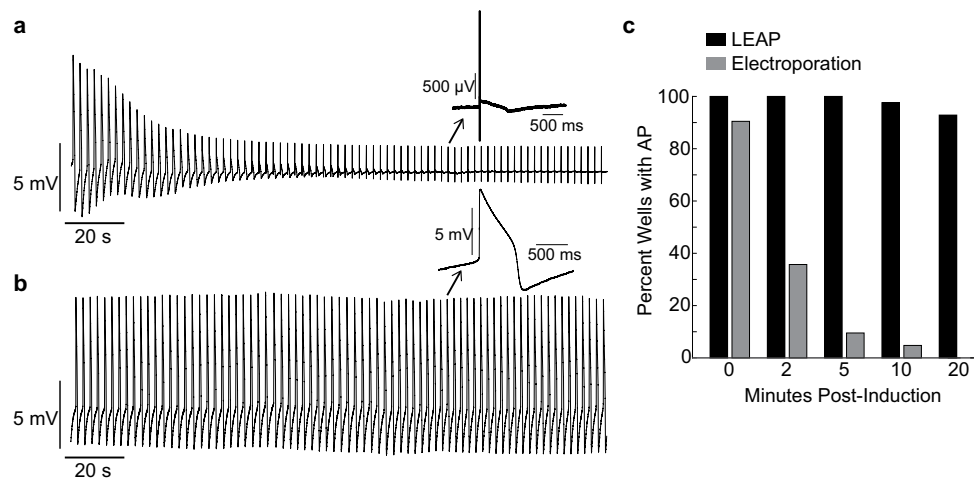 a
500 µV
500 ms
5 mV
20 s
5 mV
500 ms
b
5 mV
20 s
c
LEAP
Electroporation
Percent Wells with AP
100
80
60
40
20
0
0 2 5 10 20
Minutes Post-Induction